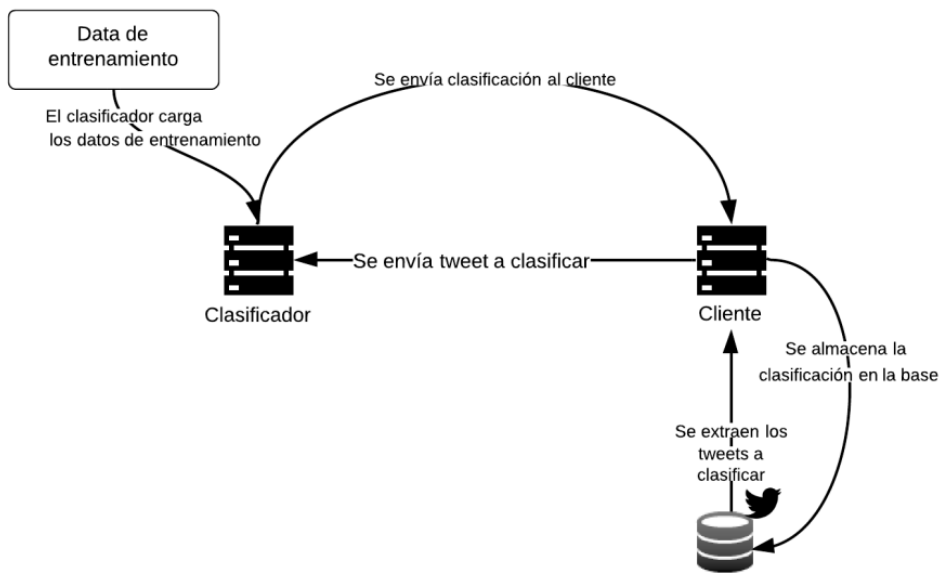 Data de
entrenamiento
Se envía clasificación al cliente
El clasificador carga
los datos de entrenamiento
Se envía tweet a clasificar
Clasificador
Cliente
Se almacena la
clasificación en la base
Se extraen los
tweets a
clasificar